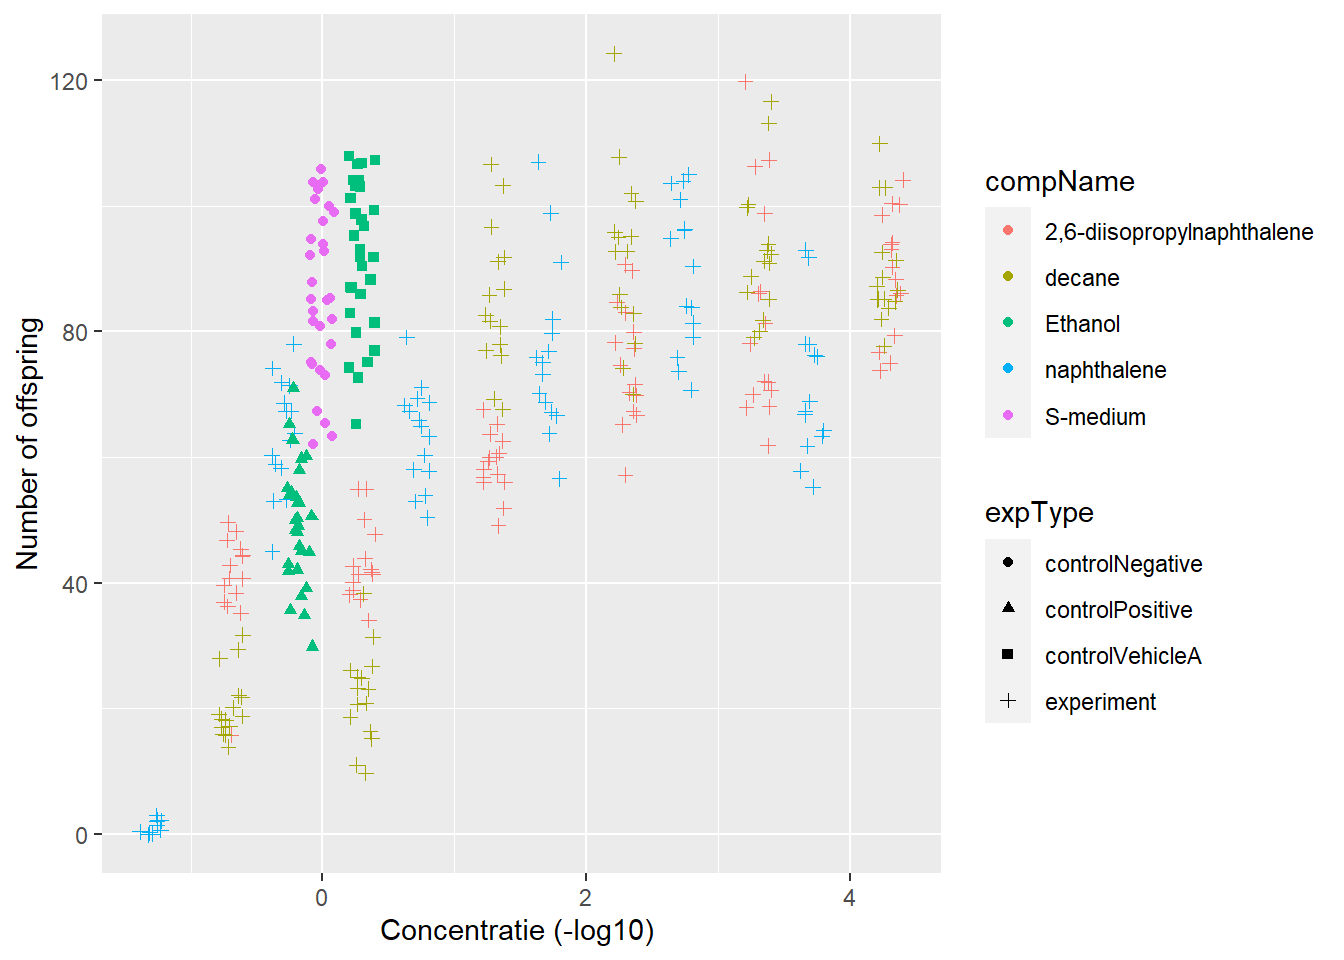 120
80
40
0
Number of offspring
0 2 4
Concentratie (-log10)
compName
2,6-diisopropylnaphthalene
decane
Ethanol
naphthalene
S-medium
expType
controlNegative
controlPositive
controlVehicleA
experiment